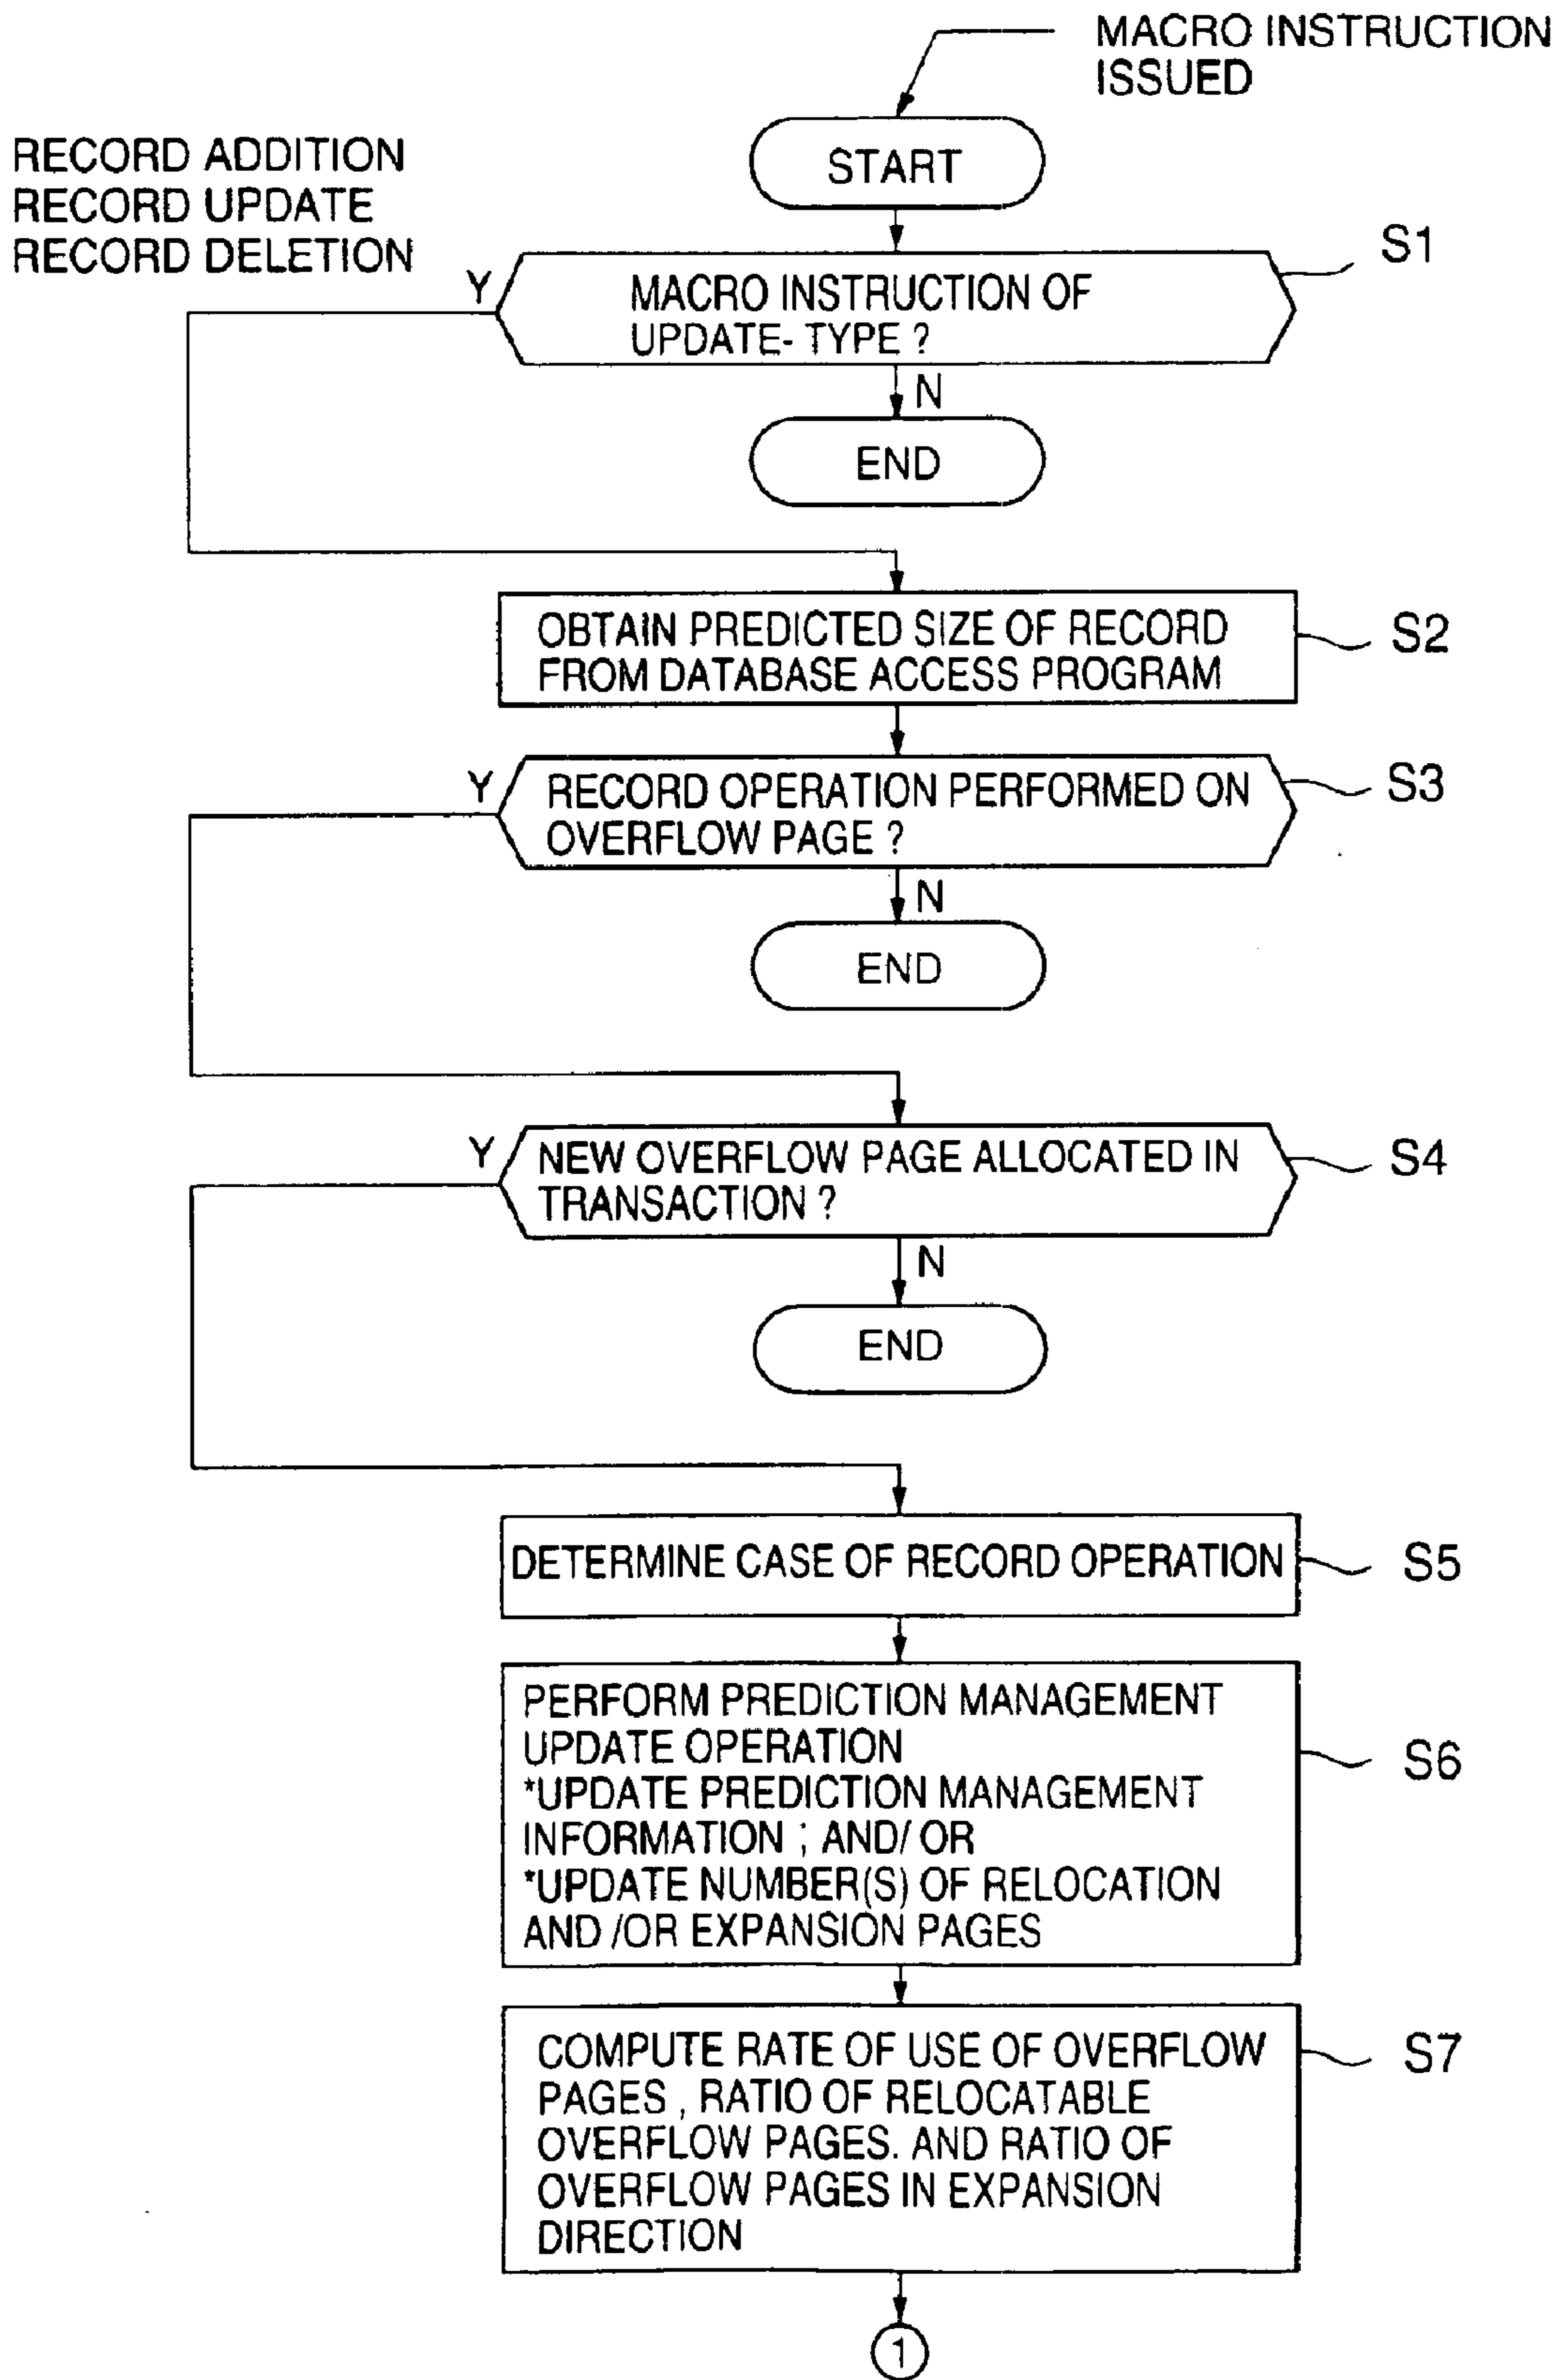 MACRO INSTRUCTION
ISSUED
START
RECORD ADDITION
RECORD UPDATE
RECORD DELETION
S1
Y
MACRO INSTRUCTION OF
UPDATE- TYPE ?
N
END
OBTAIN PREDICTED SIZE OF RECORD
FROM DATABASE ACCESS PROGRAM
S2
Y
RECORD OPERATION PERFORMED ON
OVERFLOW PAGE ?
S3
N
END
Y
NEW OVERFLOW PAGE ALLOCATED IN
TRANSACTION ?
S4
N
END
DETERMINE CASE OF RECORD OPERATION
S5
PERFORM PREDICTION MANAGEMENT
UPDATE OPERATION
*UPDATE PREDICTION MANAGEMENT
INFORMATION ; AND/ OR
*UPDATE NUMBER(S) OF RELOCATION
AND /OR EXPANSION PAGES
S6
COMPUTE RATE OF USE OF OVERFLOW
PAGES , RATIO OF RELOCATABLE
OVERFLOW PAGES. AND RATIO OF
OVERFLOW PAGES IN EXPANSION
DIRECTION
S7
1